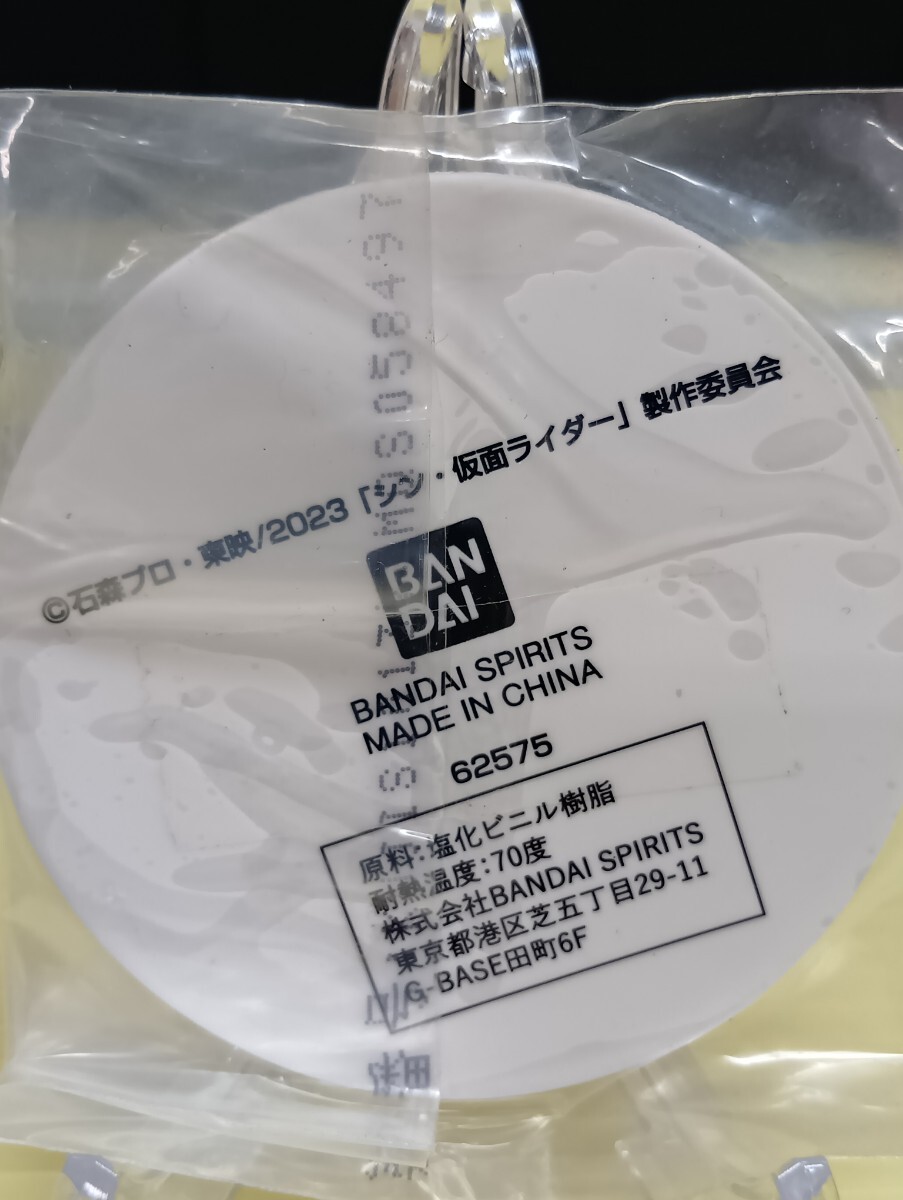 ©石森プロ・東映/2023「シン・仮面ライダー」製作委員会
BAN
DAI
BANDAI SPIRITS
MADE IN CHINA
62575
原料:塩化ビニル樹脂
耐熱温度:70度
株式会社BANDAI SPIRITS
東京都港区芝五丁目29-11
G-BASE田町6F